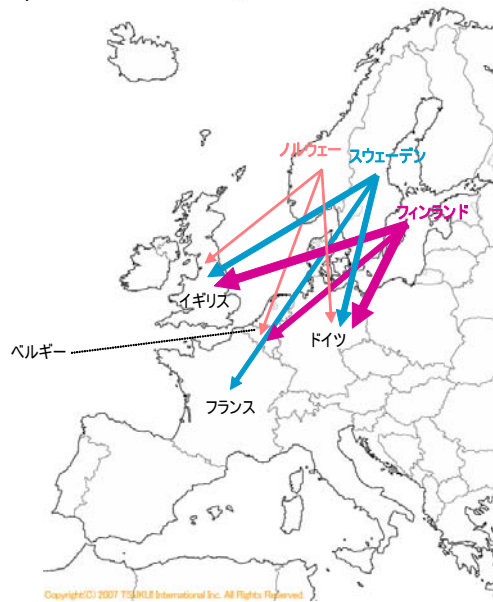 ノルウェー
スウェーデン
フィンランド
イギリス
ベルギー
ドイツ
フランス
Copyright(C) 2007 TSUKUI International Inc. All Rights Reserved